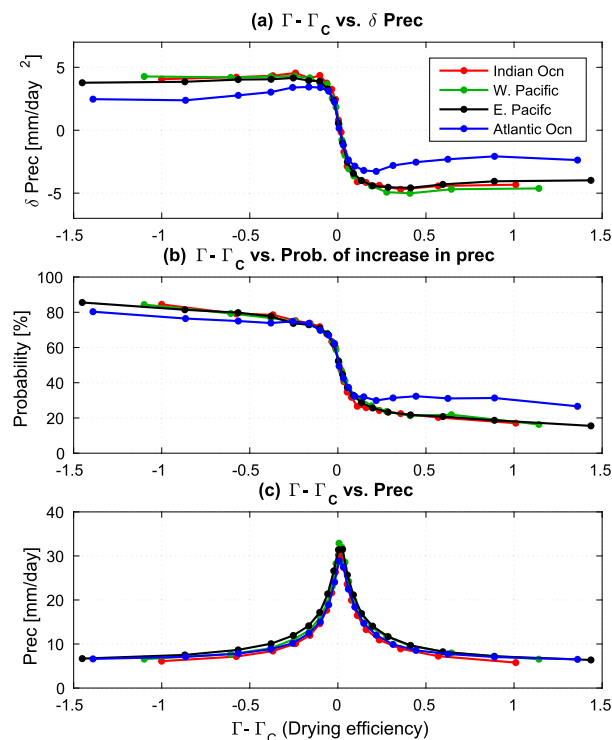 (a) Γ - Γ_C vs. δ Prec
δ Prec [mm/day ²]
5
0
-5
Indian Ocn
W. Pacific
E. Pacifc
Atlantic Ocn
-1.5 -1 -0.5 0 0.5 1 1.5
(b) Γ - Γ_C vs. Prob. of increase in prec
Probability [%]
100
80
60
40
20
0
-1.5 -1 -0.5 0 0.5 1 1.5
(c) Γ - Γ_C vs. Prec
Prec [mm/day]
40
30
20
10
0
-1.5 -1 -0.5 0 0.5 1 1.5
Γ - Γ_C (Drying efficiency)